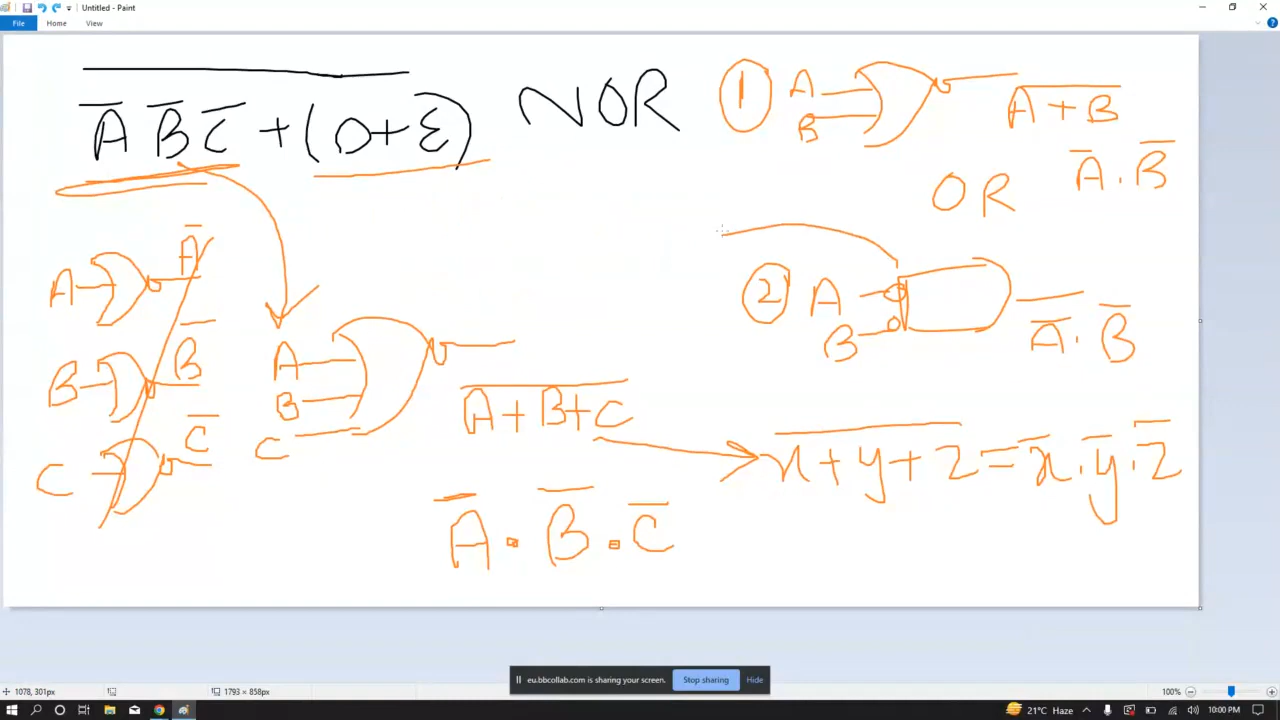 Untitled - Paint
File Home View
A̅ B̅ C̅ + (D+E̅) NOR
1 A
B
A + B
A̅ . B̅
OR
2 A
B
A̅ . B̅
A A̅
B B̅
C C̅
A
B
C
A+B+C
x + y + z = x̅ . y̅ . z̅
A̅ . B̅ . C̅
eu.bbcollab.com is sharing your screen. Stop sharing Hide
1078, 301px 1793 × 858px 100%
21°C Haze 10:00 PM